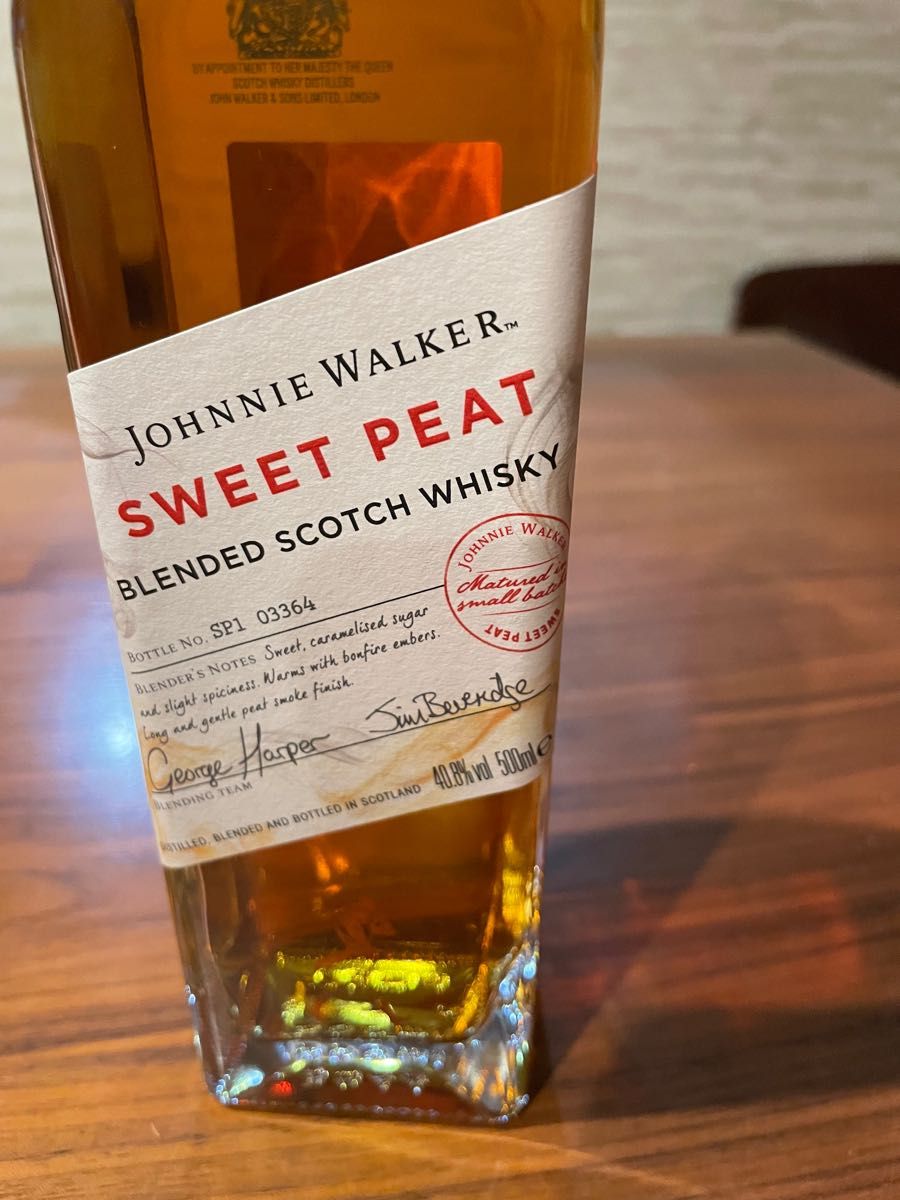 BY APPOINTMENT TO HER MAJESTY THE QUEEN
SCOTCH WHISKY DISTILLERS
JOHN WALKER & SONS LIMITED, LONDON
JOHNNIE WALKER™
SWEET PEAT
BLENDED SCOTCH WHISKY
JOHNNIE WALKER
Matured in
small batch
SWEET PEAT
BOTTLE NO. SP1 03364
BLENDER'S NOTES Sweet, caramelised sugar
and slight spiciness. Warms with bonfire embers.
Long and gentle peat smoke finish.
George Harper Jim Beveridge
BLENDING TEAM
DISTILLED, BLENDED AND BOTTLED IN SCOTLAND 40.8% vol 500ml e